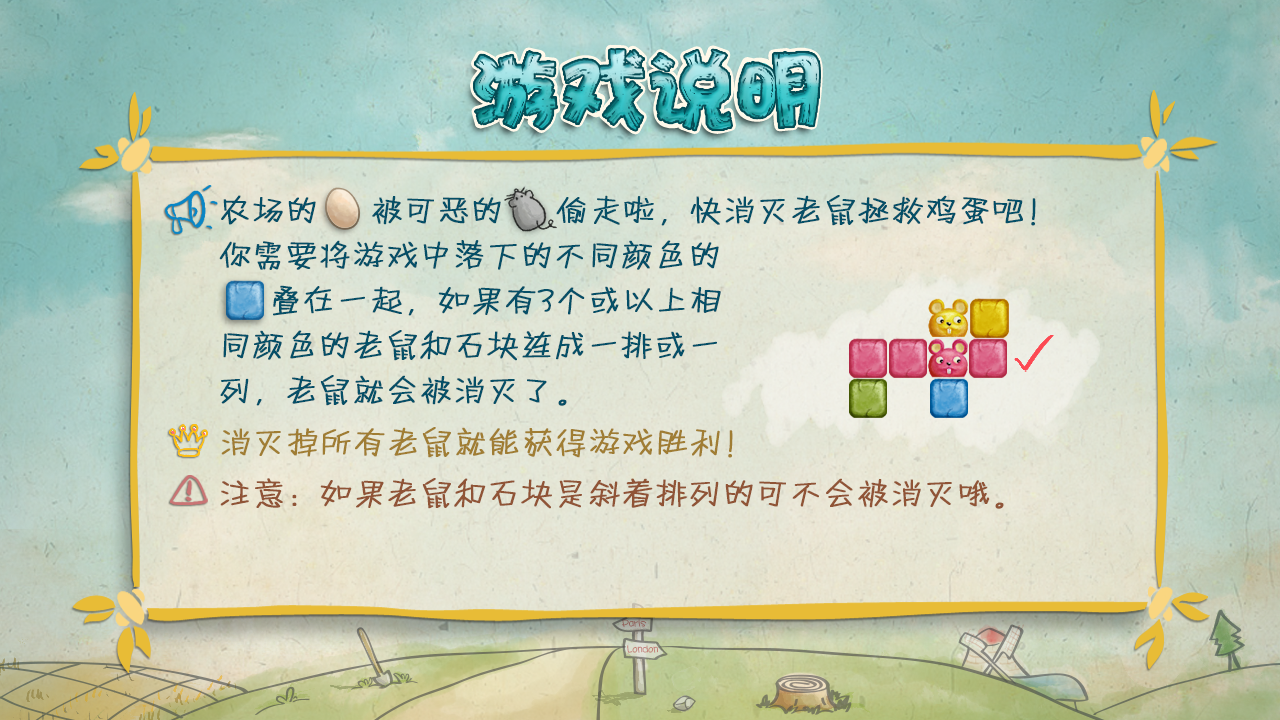 游戏说明
农场的被可恶的偷走啦，快消灭老鼠拯救鸡蛋吧！
你需要将游戏中落下的不同颜色的
叠在一起，如果有3个或以上相
同颜色的老鼠和石块连成一排或一
列，老鼠就会被消灭了。
消灭掉所有老鼠就能获得游戏胜利！
注意：如果老鼠和石块是斜着排列的可不会被消灭哦。
Paris
London